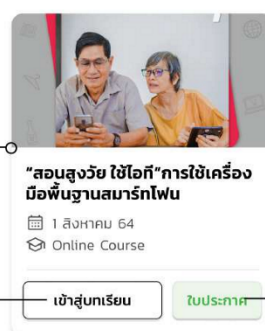 “สอนสูงวัย ใช้ไอที“การใช้เครื่อง
มือพื้นฐานสมาร์ทโฟน
1 สิงหาคม 64
Online Course
เข้าสู่บทเรียน
ใบประกาศ